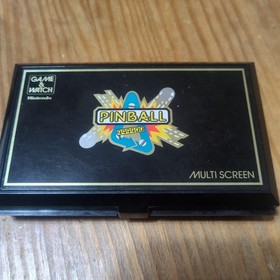 GAME
&
WATCH
Nintendo
PINBALL
MULTI SCREEN